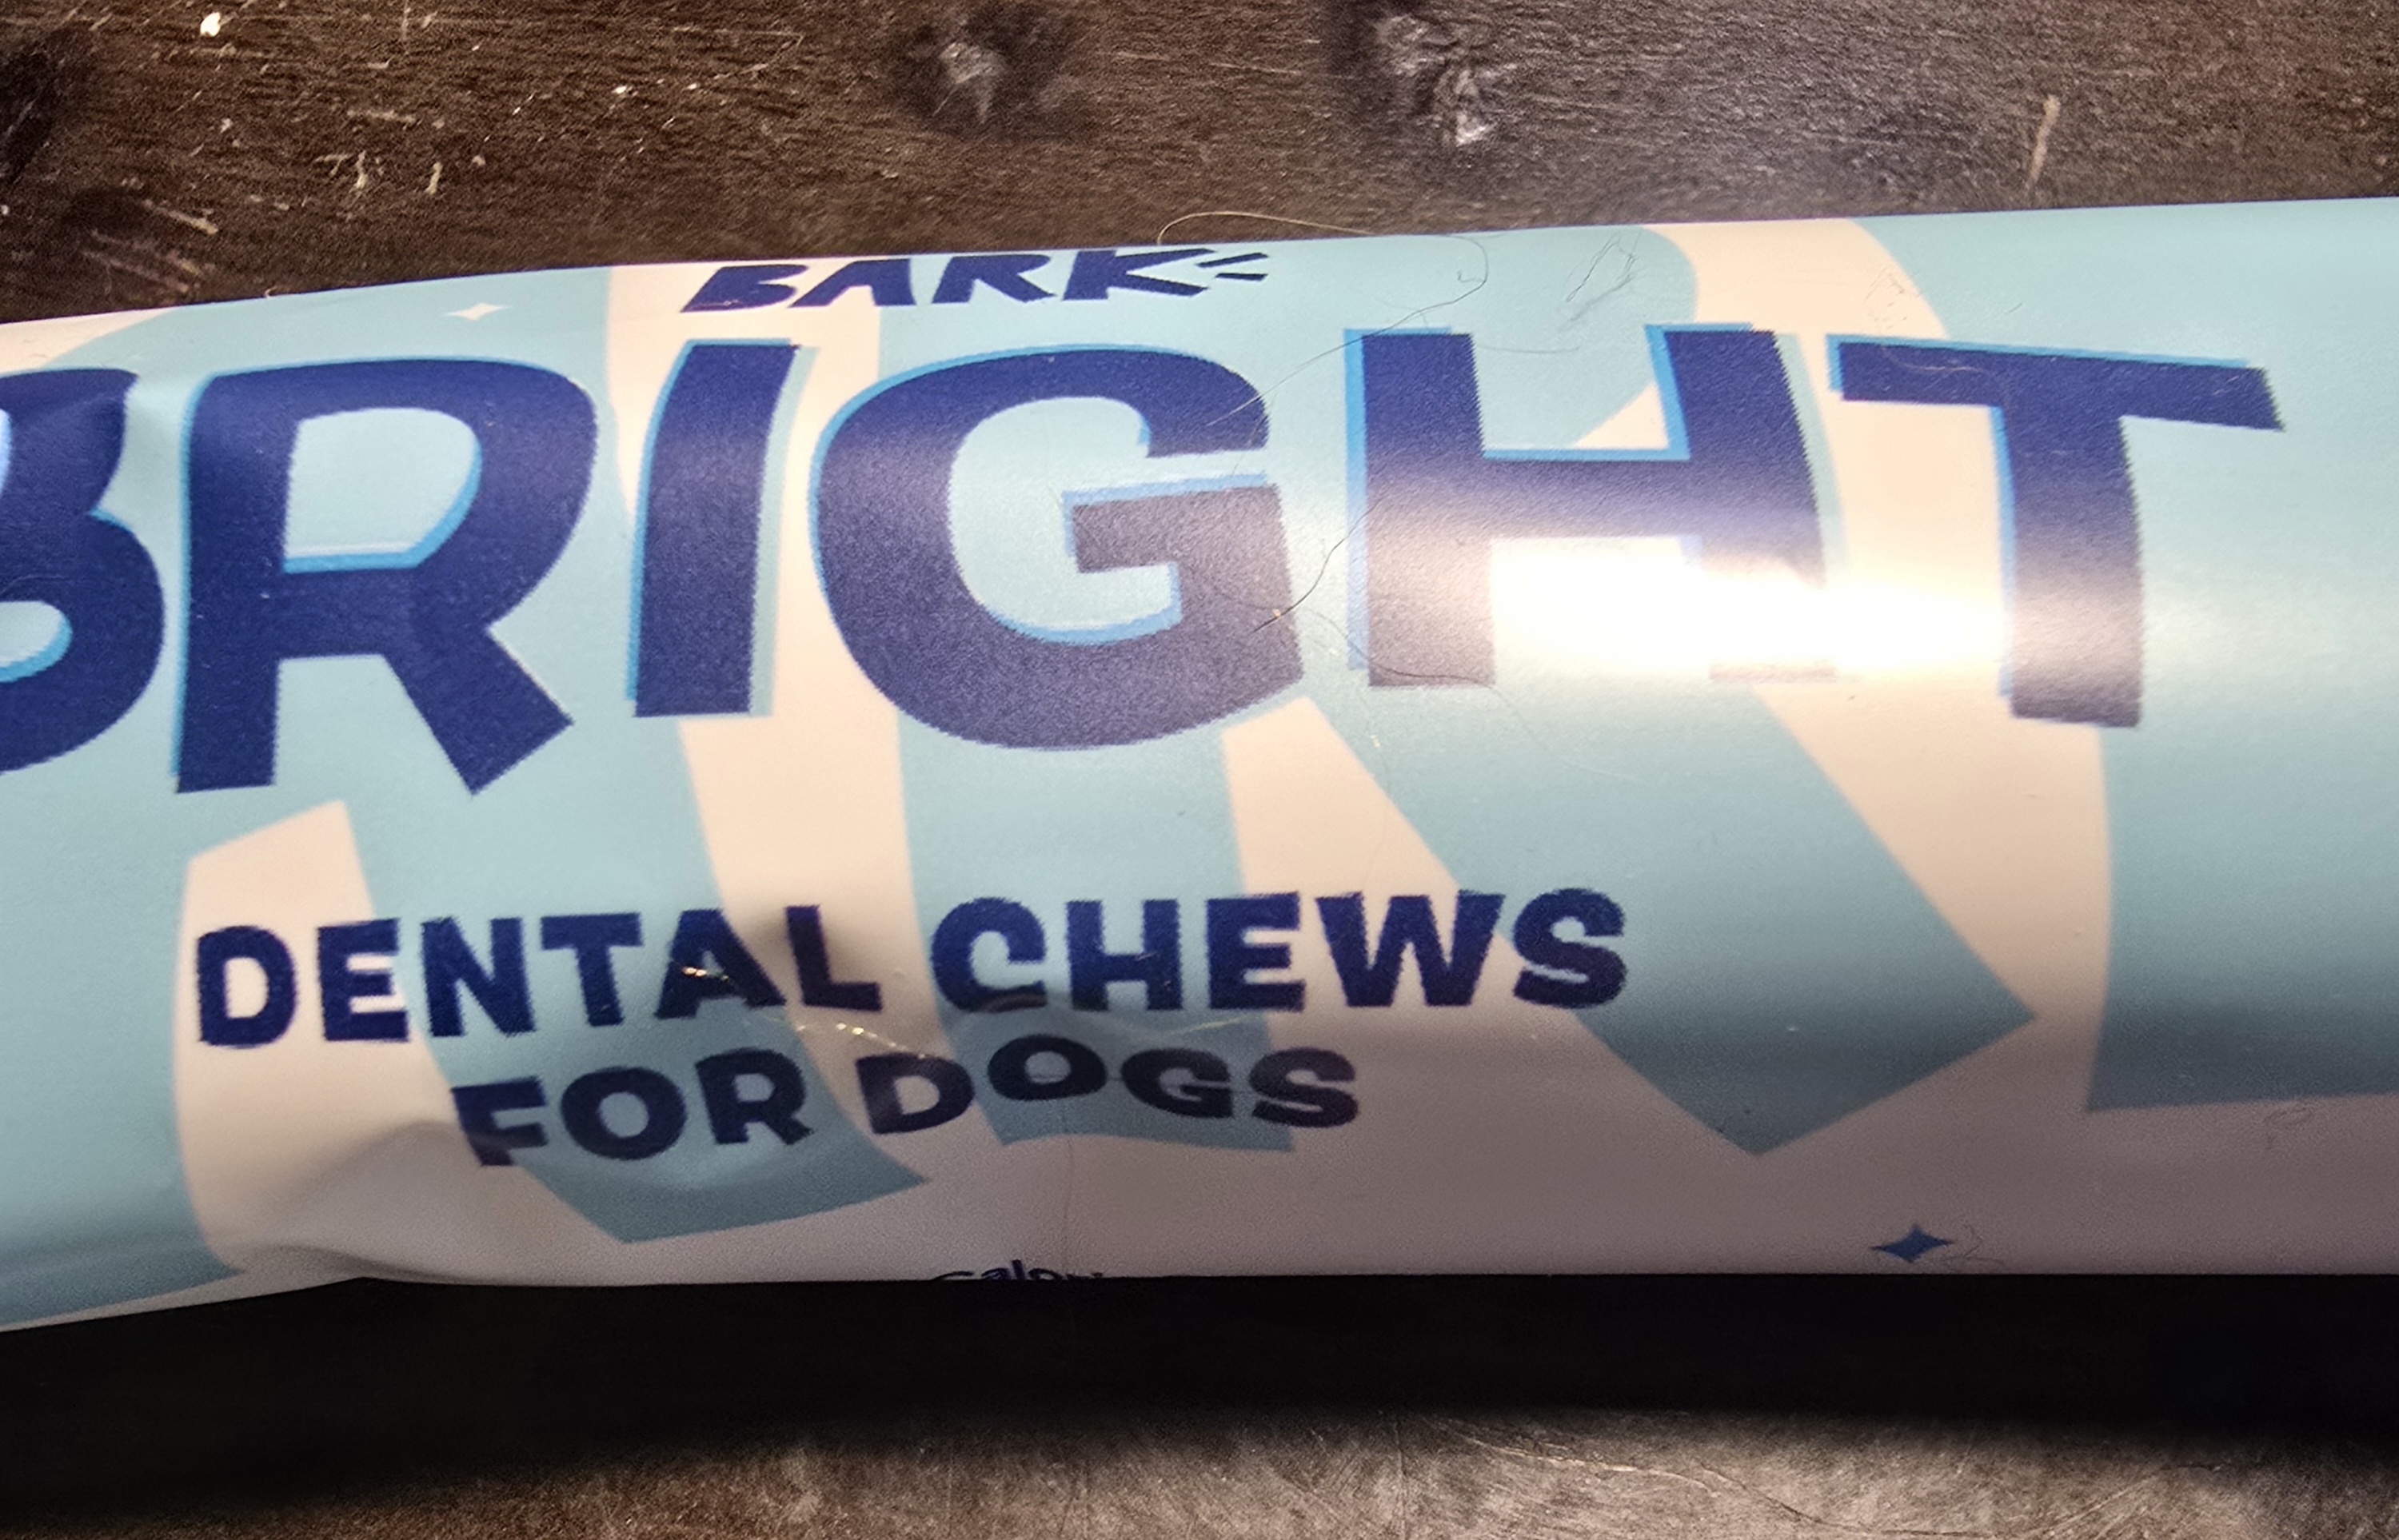 BARK
BRIGHT
DENTAL CHEWS
FOR DOGS